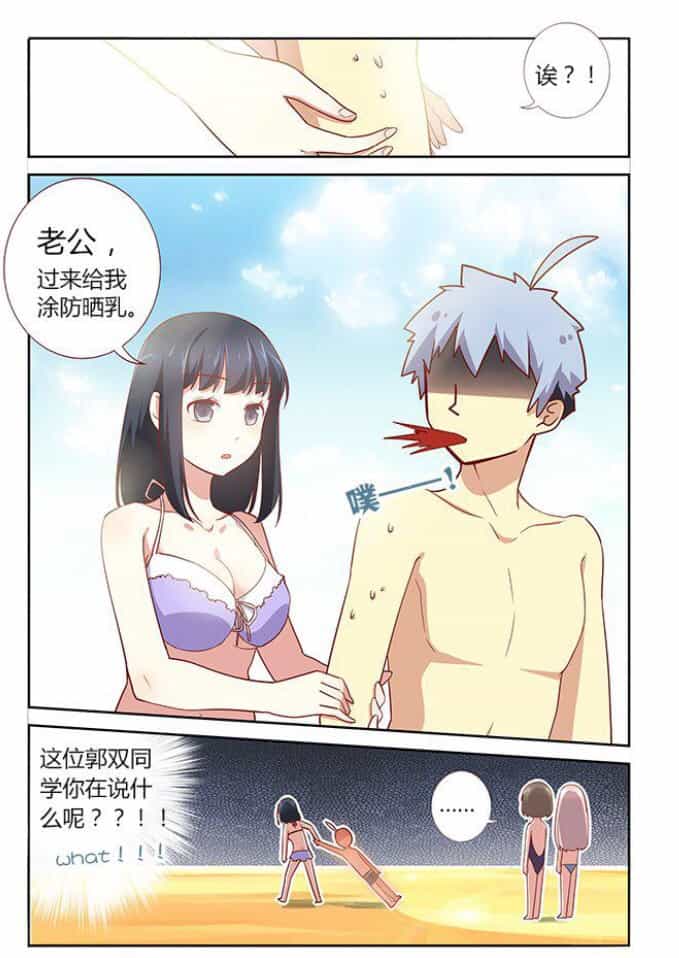 诶？！
老公，
过来给我
涂防晒乳。
噗——！
这位郭双同
学你在说什
么呢？？！！
what！！！
……